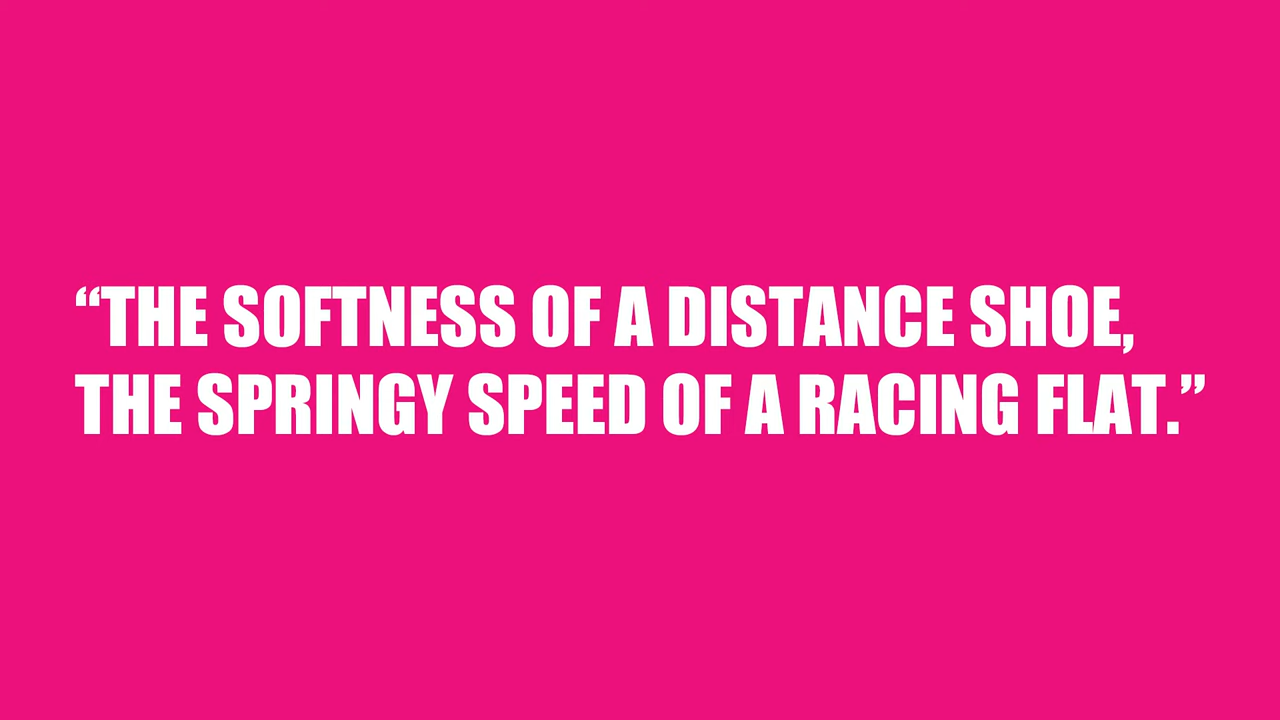 “THE SOFTNESS OF A DISTANCE SHOE,
THE SPRINGY SPEED OF A RACING FLAT.”